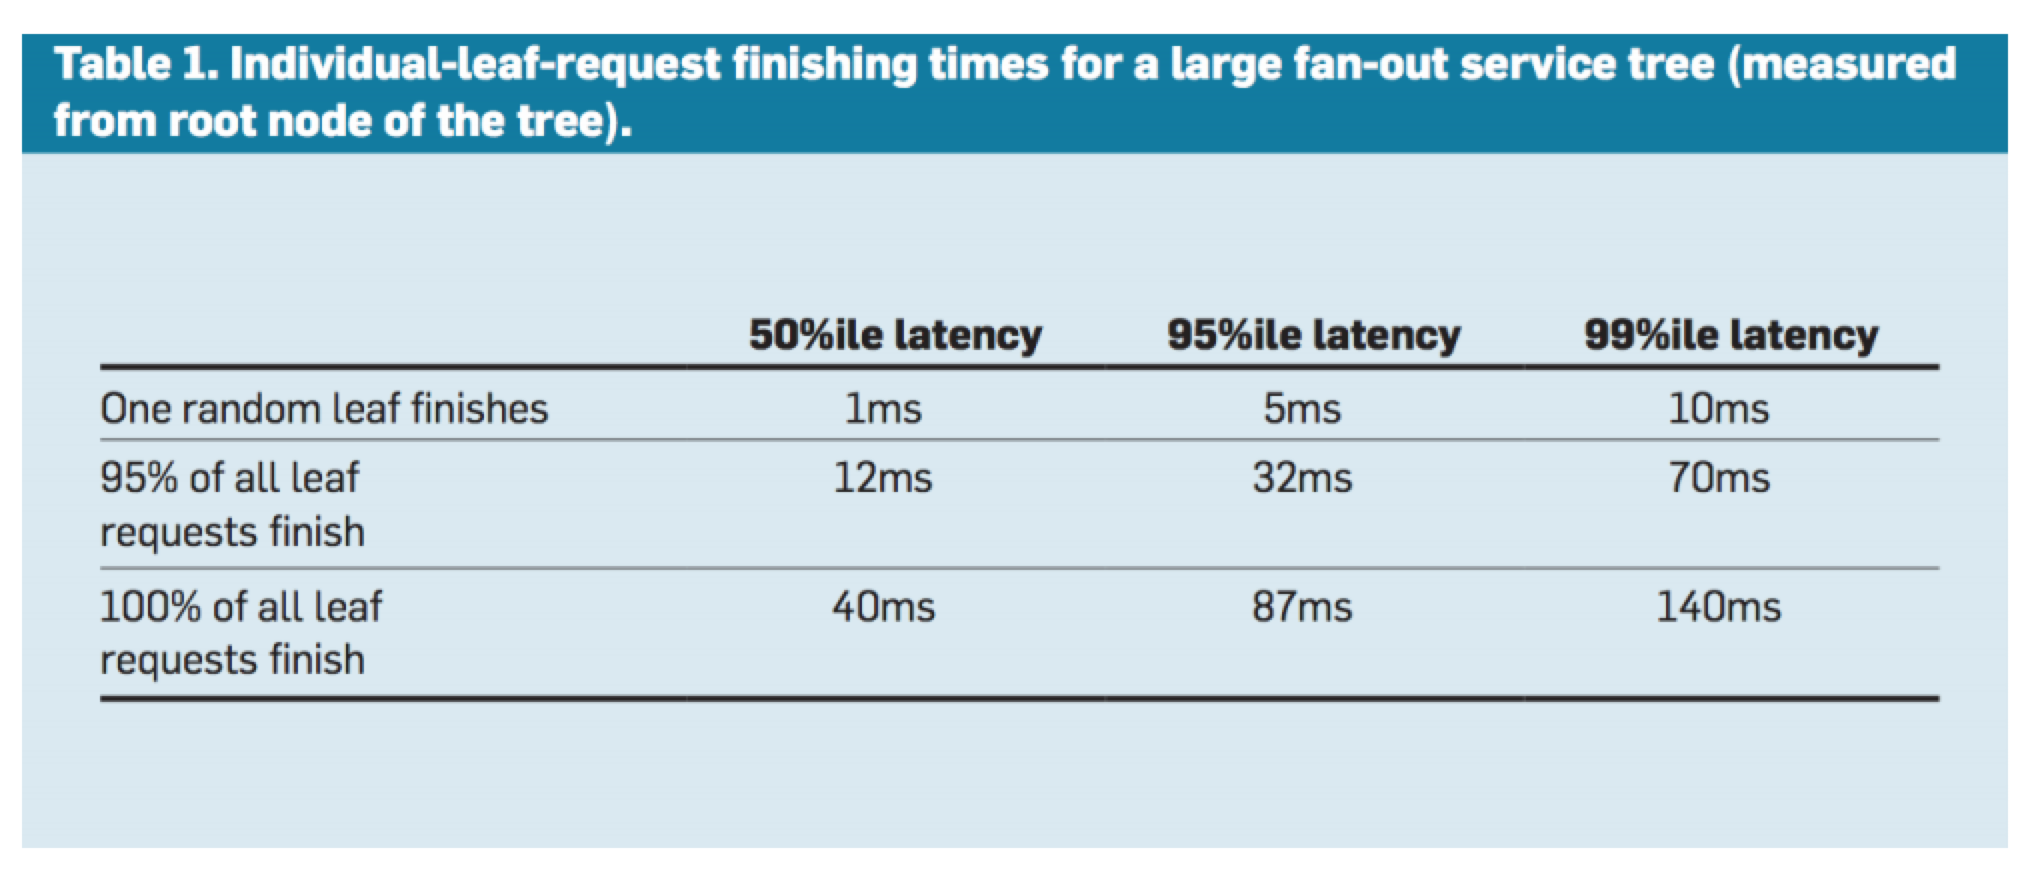 Table 1. Individual-leaf-request finishing times for a large fan-out service tree (measured
from root node of the tree).
50%ile latency 95%ile latency 99%ile latency
One random leaf finishes 1ms 5ms 10ms
95% of all leaf 12ms 32ms 70ms
requests finish
100% of all leaf 40ms 87ms 140ms
requests finish